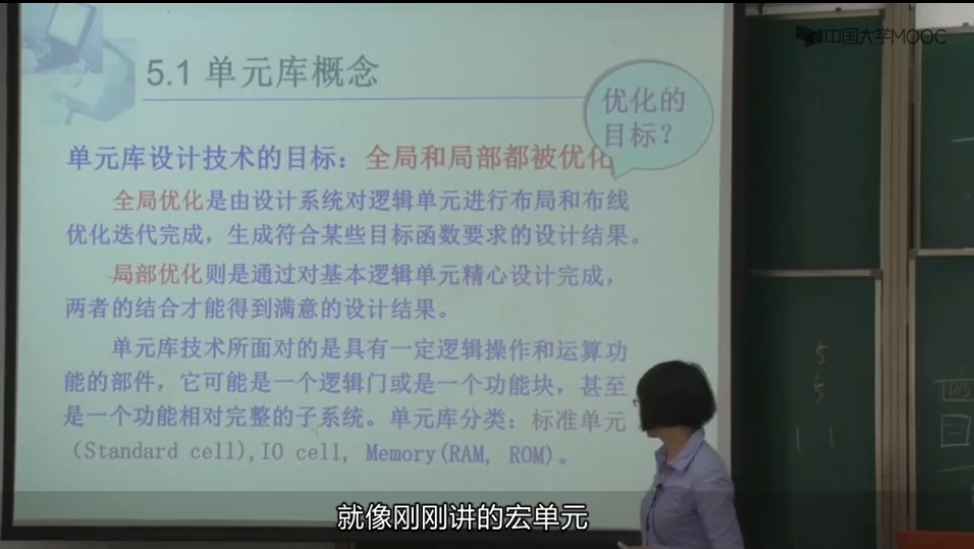 中国大学MOOC
5.1 单元库概念
优化的
目标？
单元库设计技术的目标：全局和局部都被优化
全局优化是由设计系统对逻辑单元进行布局和布线
优化迭代完成，生成符合某些目标函数要求的设计结果。
局部优化则是通过对基本逻辑单元精心设计完成，
两者的结合才能得到满意的设计结果。
单元库技术所面对的是具有一定逻辑操作和运算功
能的部件，它可能是一个逻辑门或是一个功能块，甚至
是一个功能相对完整的子系统。单元库分类：标准单元
（Standard cell),IO cell, Memory(RAM, ROM)。
5
5
11
就像刚刚讲的宏单元